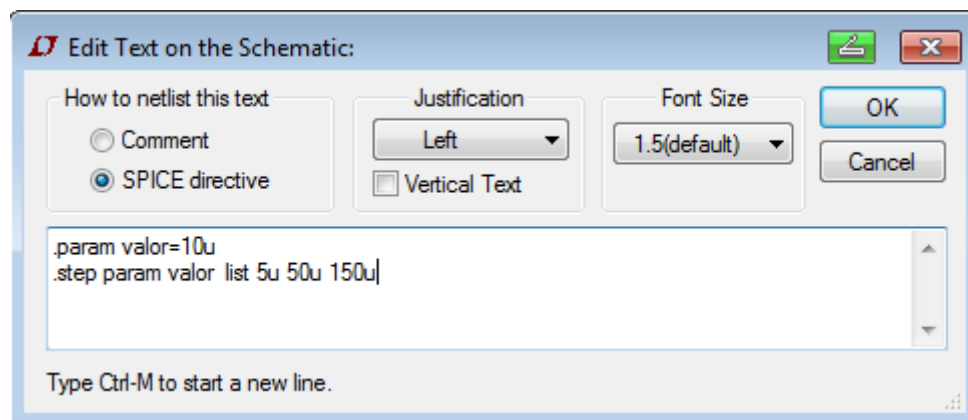 Edit Text on the Schematic:
How to netlist this text
Comment
SPICE directive
Justification
Left
Vertical Text
Font Size
1.5(default)
OK
Cancel
.param valor=10u
.step param valor list 5u 50u 150u
Type Ctrl-M to start a new line.